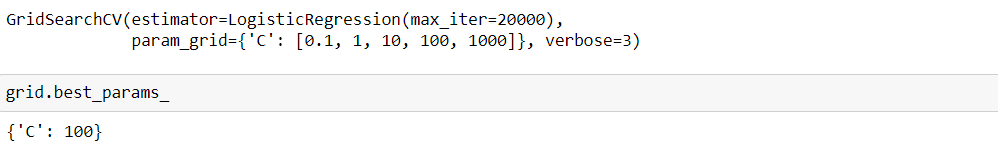 GridSearchCV(estimator=LogisticRegression(max_iter=20000),
             param_grid={'C': [0.1, 1, 10, 100, 1000]}, verbose=3)
grid.best_params_
{'C': 100}